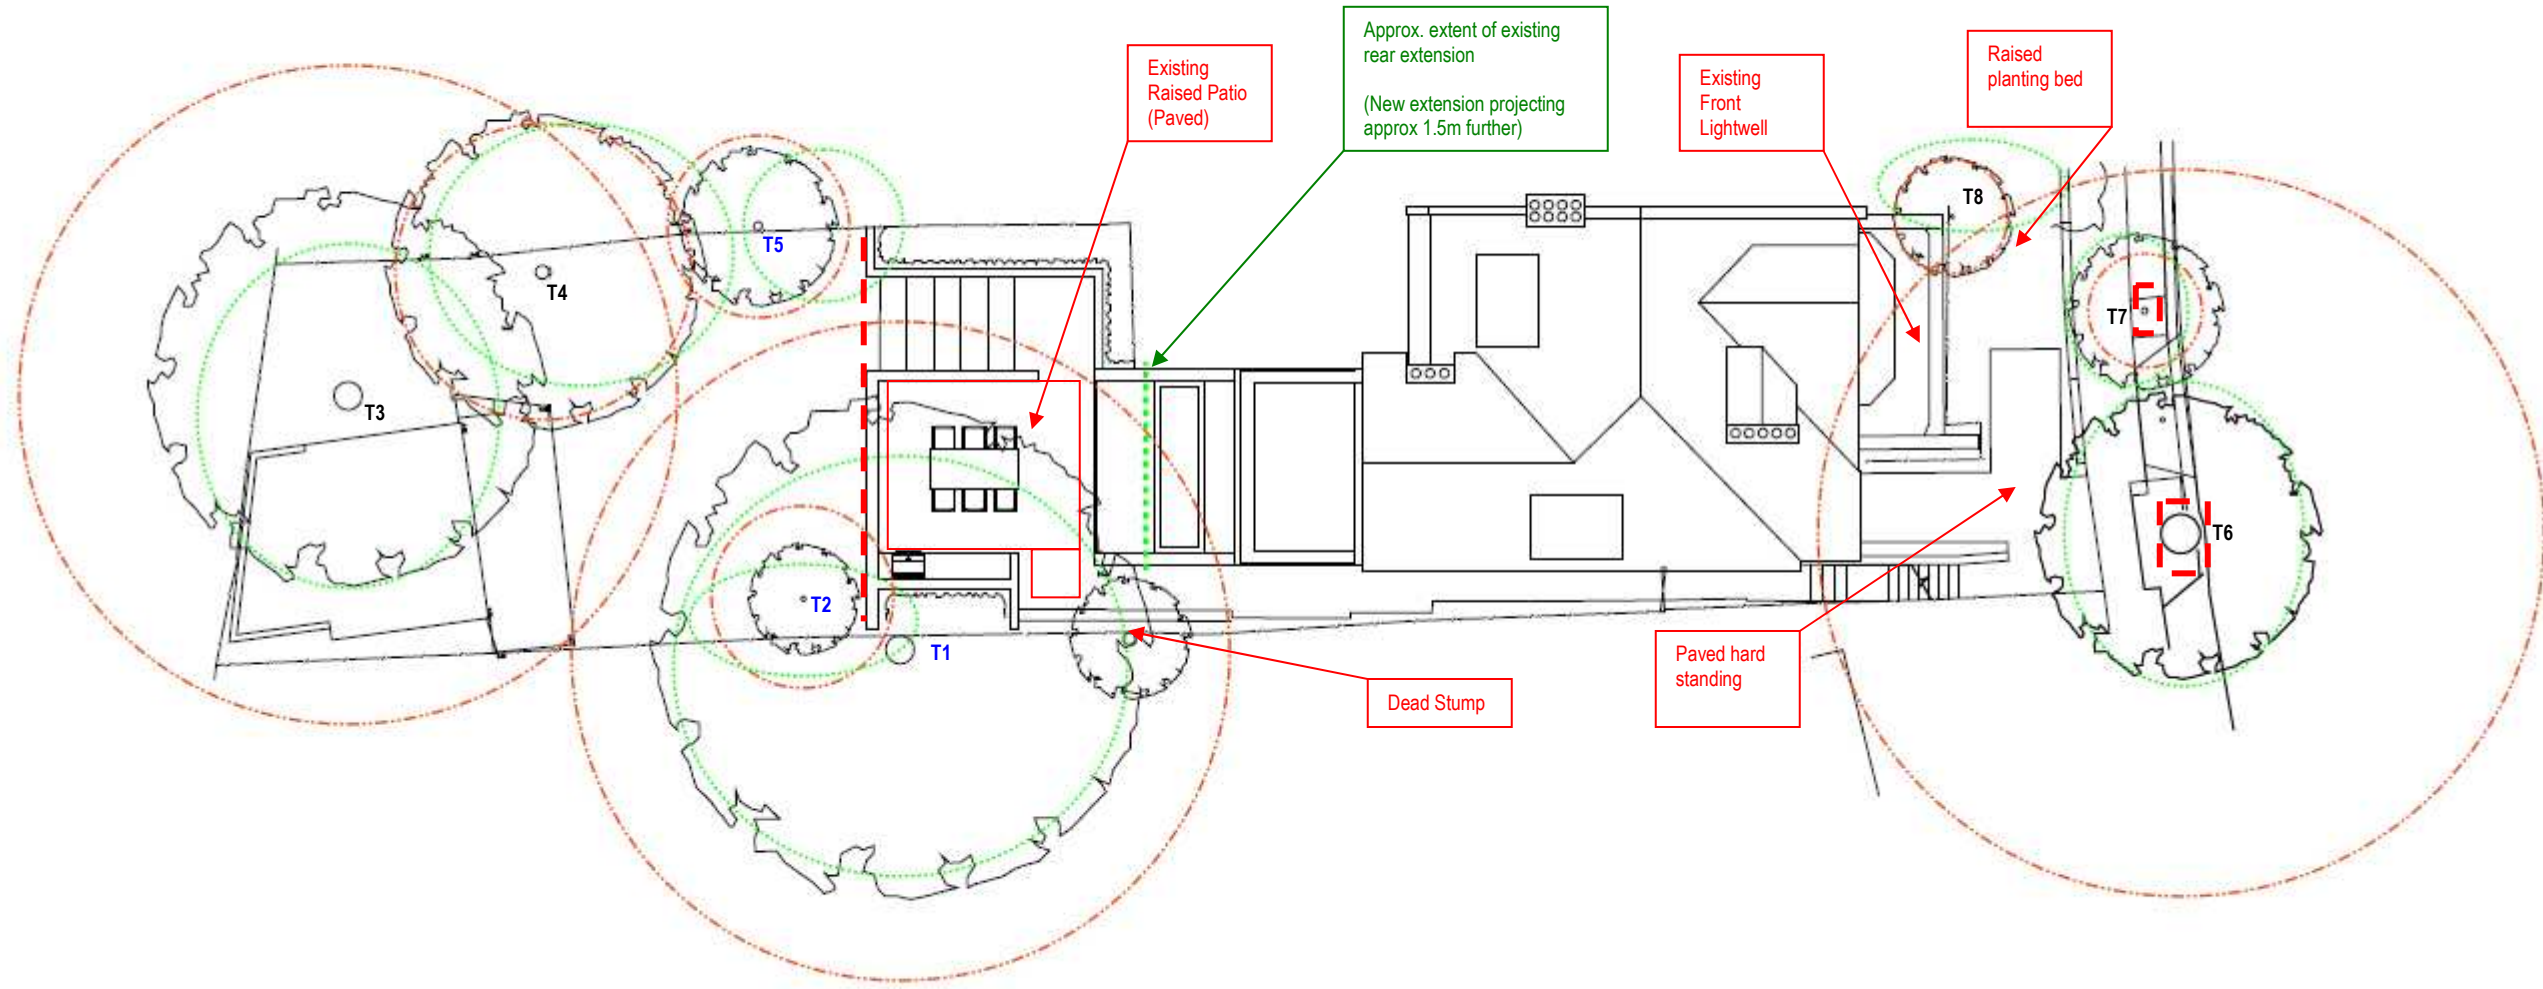 Approx. extent of existing
rear extension
(New extension projecting
approx 1.5m further)
Existing
Raised Patio
(Paved)
Existing
Front
Lightwell
Raised
planting bed
T8
T5
T4
T7
T3
T6
T2
T1
Paved hard
standing
Dead Stump